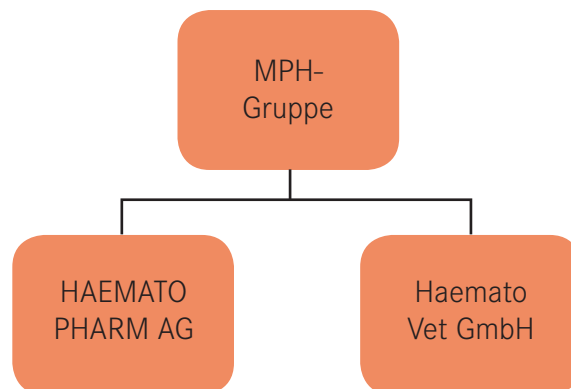 MPH-
Gruppe
HAEMATO
PHARM AG
Haemato
Vet GmbH